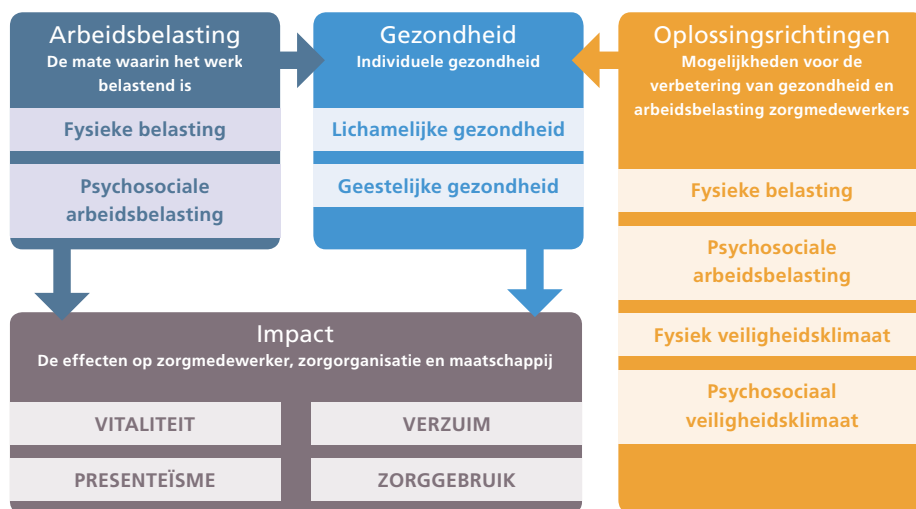 Arbeidsbelasting
De mate waarin het werk
belastend is
Fysieke belasting
Psychosociale
arbeidsbelasting
Gezondheid
Individuele gezondheid
Lichamelijke gezondheid
Geestelijke gezondheid
Oplossingsrichtingen
Mogelijkheden voor de
verbetering van gezondheid en
arbeidsbelasting zorgmedewerkers
Fysieke belasting
Psychosociale
arbeidsbelasting
Fysiek veiligheidsklimaat
Psychosociaal
veiligheidsklimaat
Impact
De effecten op zorgmedewerker, zorgorganisatie en maatschappij
VITALITEIT
VERZUIM
PRESENTEÏSME
ZORGGEBRUIK